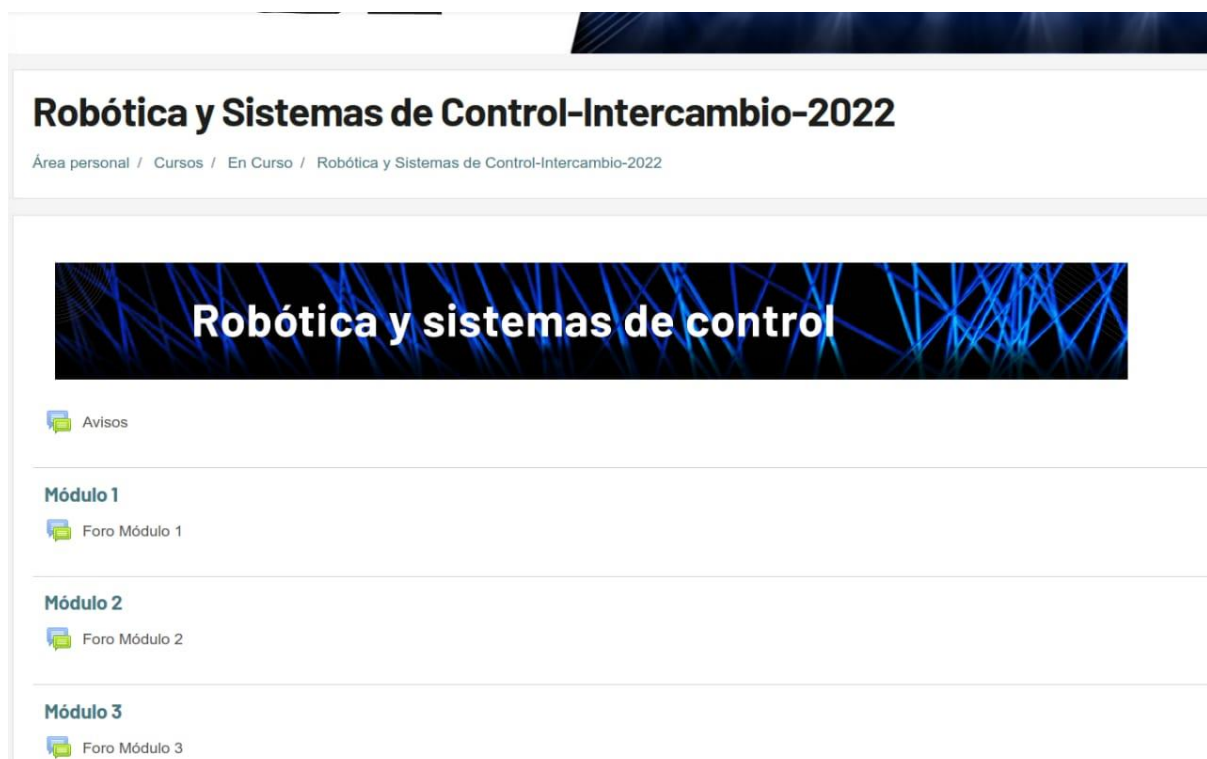 Robótica y Sistemas de Control-Intercambio-2022
Área personal / Cursos / En Curso / Robótica y Sistemas de Control-Intercambio-2022
Robótica y sistemas de control
Avisos
Módulo 1
Foro Módulo 1
Módulo 2
Foro Módulo 2
Módulo 3
Foro Módulo 3